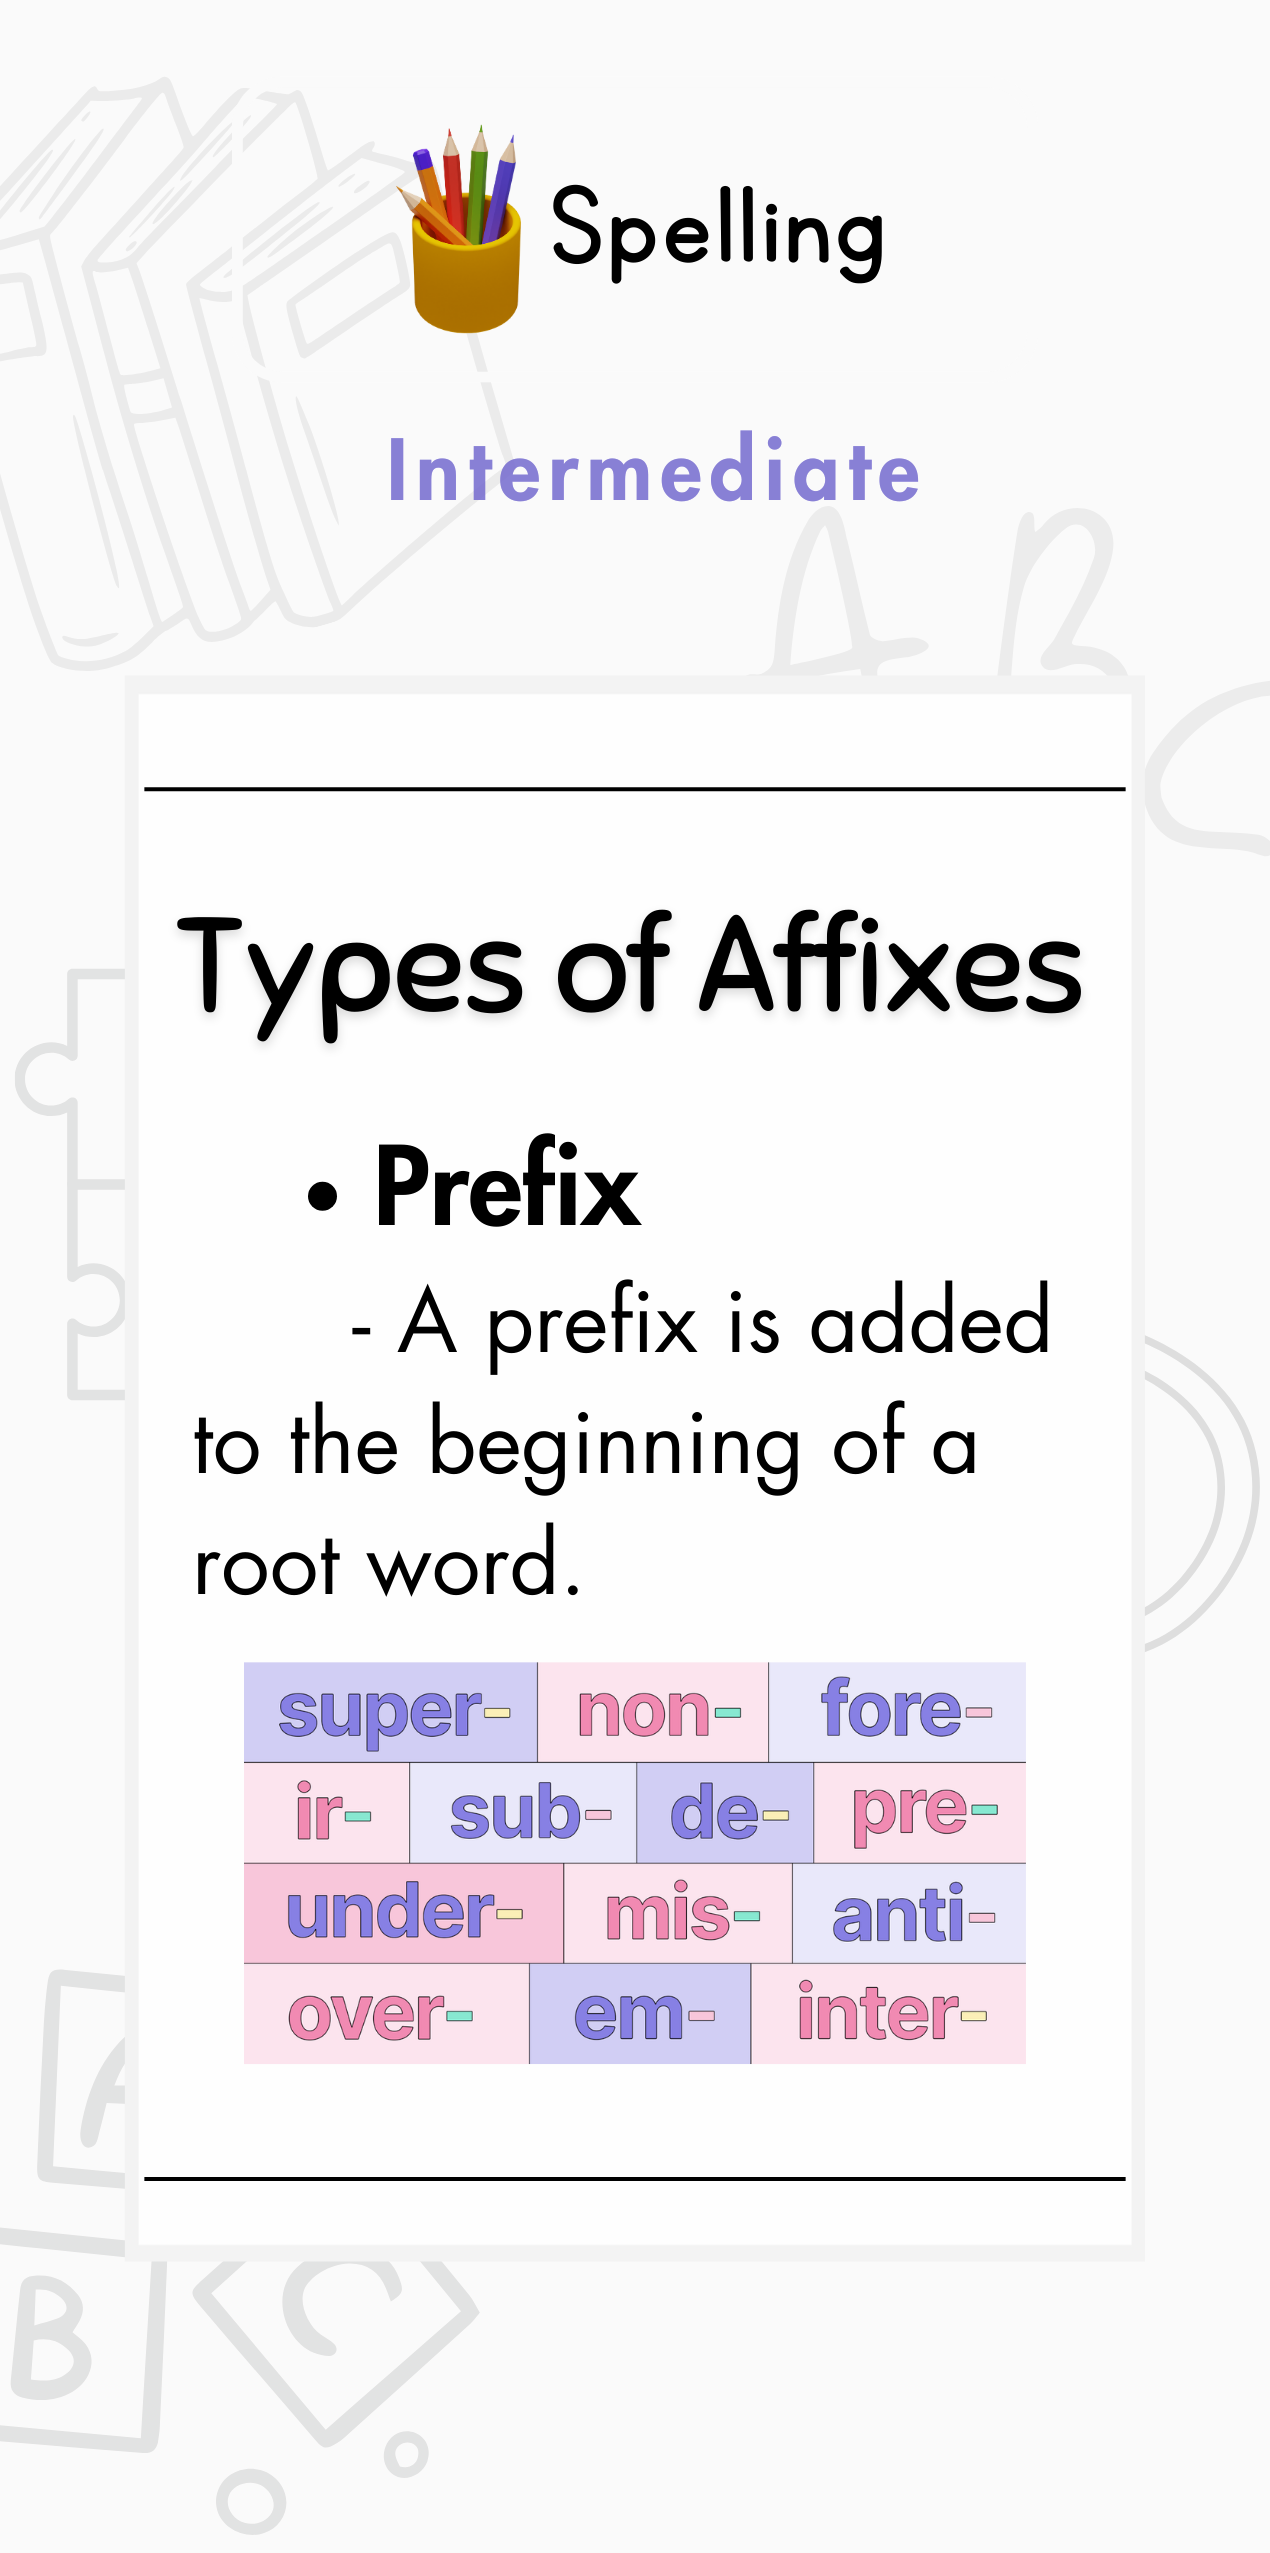 Spelling
Intermediate
A B
Types of Affixes
• Prefix
- A prefix is added
to the beginning of a
root word.
super- non- fore-
ir- sub- de- pre-
under- mis- anti-
over- em- inter-
A
B C